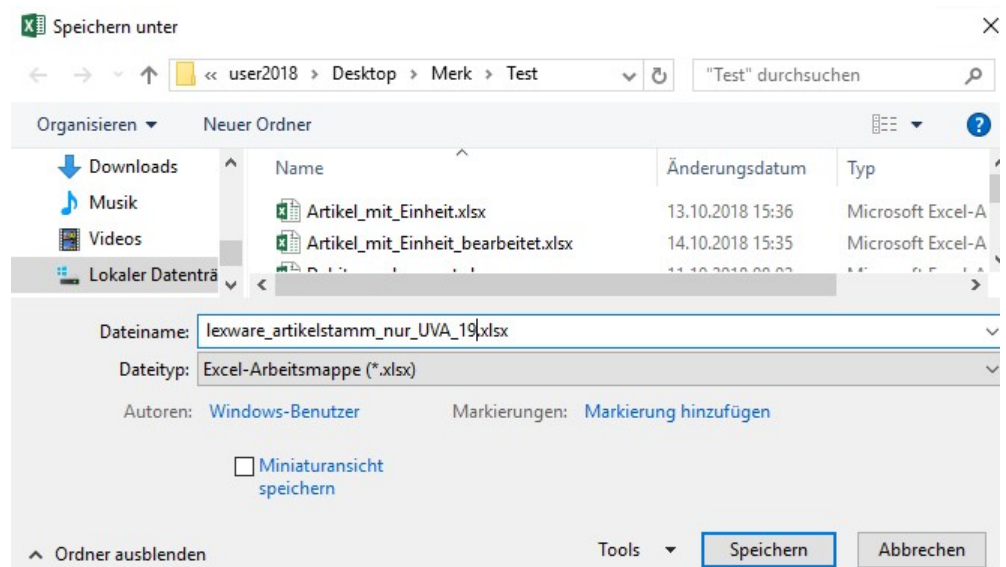 Speichern unter
« user2018 > Desktop > Merk > Test "Test" durchsuchen
Organisieren Neuer Ordner
Downloads
Musik
Videos
Lokaler Datenträ
Name Änderungsdatum Typ
Artikel_mit_Einheit.xlsx 13.10.2018 15:36 Microsoft Excel-A
Artikel_mit_Einheit_bearbeitet.xlsx 14.10.2018 15:35 Microsoft Excel-A
Dateiname: lexware_artikelstamm_nur_UVA_19.xlsx
Dateityp: Excel-Arbeitsmappe (*.xlsx)
Autoren: Windows-Benutzer Markierungen: Markierung hinzufügen
Miniaturansicht
speichern
Ordner ausblenden Tools Speichern Abbrechen